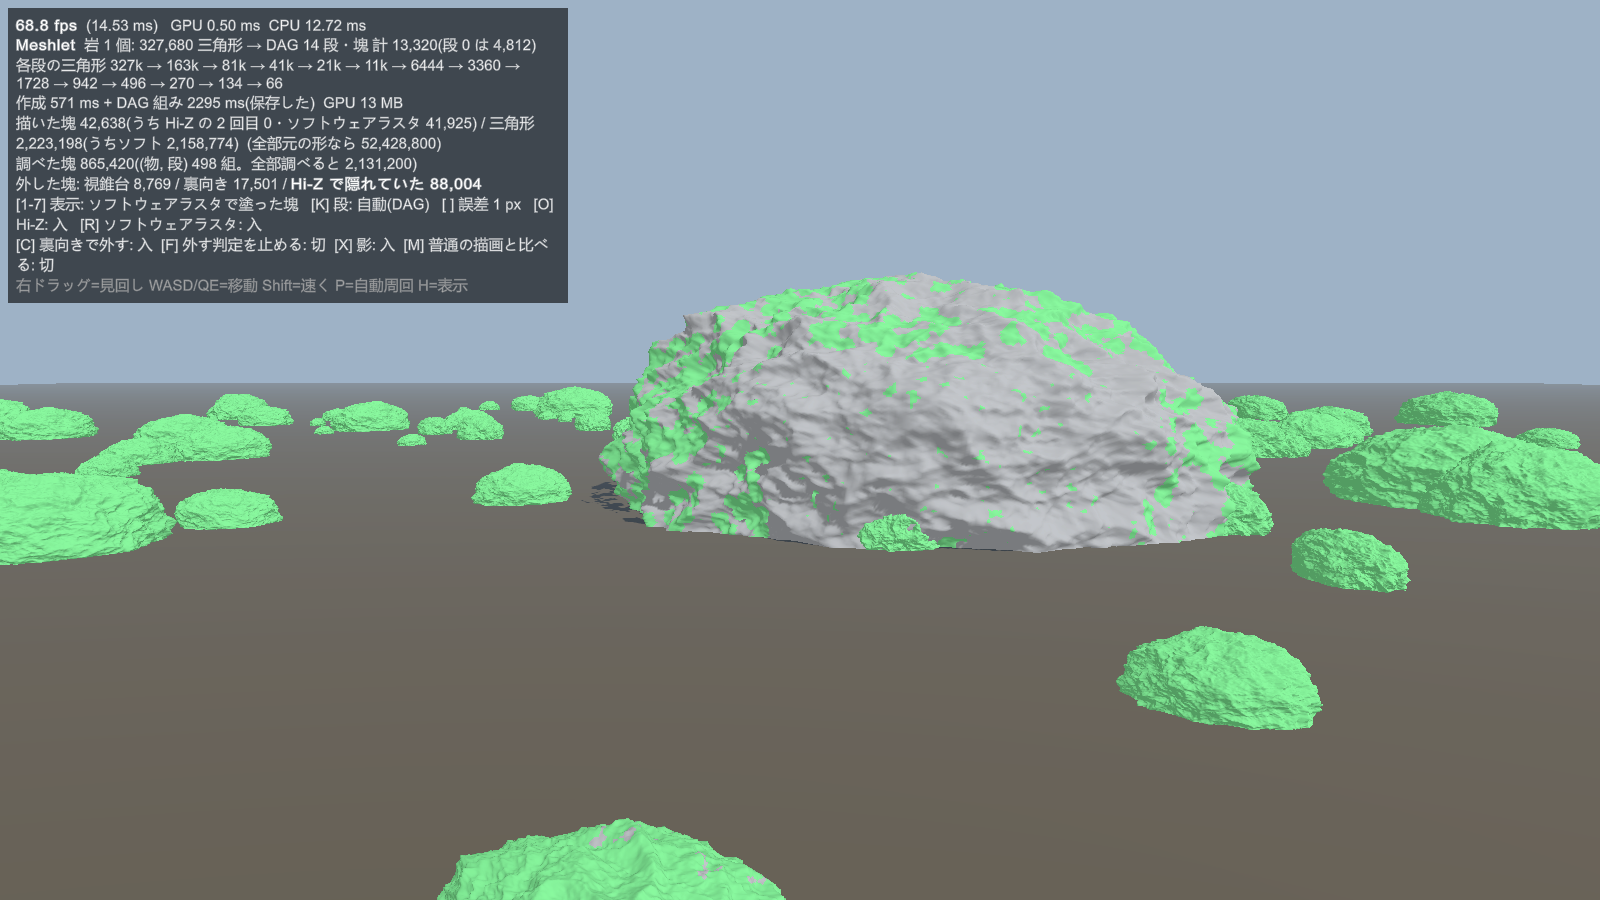 68.8 fps (14.53 ms) GPU 0.50 ms CPU 12.72 ms
Meshlet 岩 1 個: 327,680 三角形 → DAG 14 段・塊 計 13,320(段 0 は 4,812)
各段の三角形 327k → 163k → 81k → 41k → 21k → 11k → 6444 → 3360 →
1728 → 942 → 496 → 270 → 134 → 66
作成 571 ms + DAG 組み 2295 ms(保存した) GPU 13 MB
描いた塊 42,638(うち Hi-Z の 2 回目 0・ソフトウェアラスタ 41,925) / 三角形
2,223,198(うちソフト 2,158,774) (全部元の形なら 52,428,800)
調べた塊 865,420((物, 段) 498 組。全部調べると 2,131,200)
外した塊: 視錐台 8,769 / 裏向き 17,501 / Hi-Z で隠れていた 88,004
[1-7] 表示: ソフトウェアラスタで塗った塊 [K] 段: 自動(DAG) [ ] 誤差 1 px [O]
Hi-Z: 入 [R] ソフトウェアラスタ: 入
[C] 裏向きで外す: 入 [F] 外す判定を止める: 切 [X] 影: 入 [M] 普通の描画と比べ
る: 切
右ドラッグ=見回し WASD/QE=移動 Shift=速く P=自動周回 H=表示